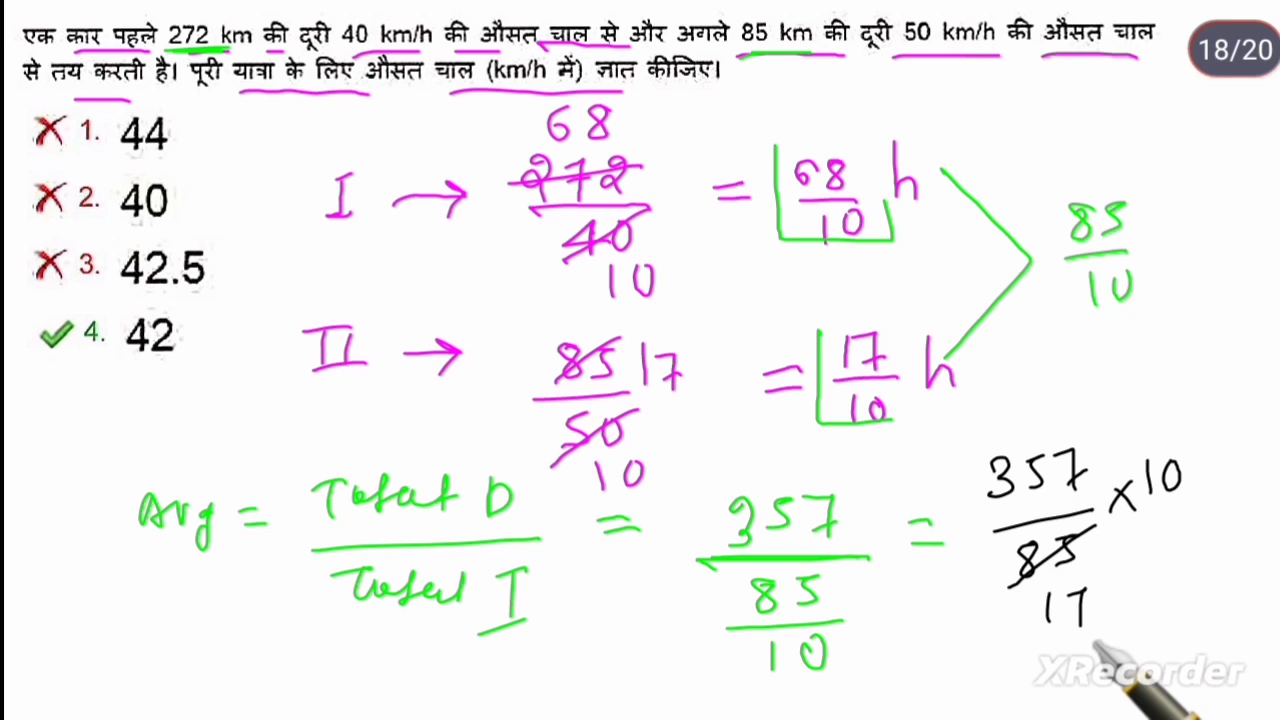 एक कार पहले 272 km की दूरी 40 km/h की औसत चाल से और अगले 85 km की दूरी 50 km/h की औसत चाल
से तय करती है। पूरी यात्रा के लिए औसत चाल (km/h में) ज्ञात कीजिए।
18/20
1. 44
2. 40
3. 42.5
4. 42
68
I → 272/40 = 68/10 h
10
85/10
II → 85/50 17 = 17/10 h
10
Avg = Total D/Total T = 357/(85/10) = 357/85 × 10
17
XRecorder